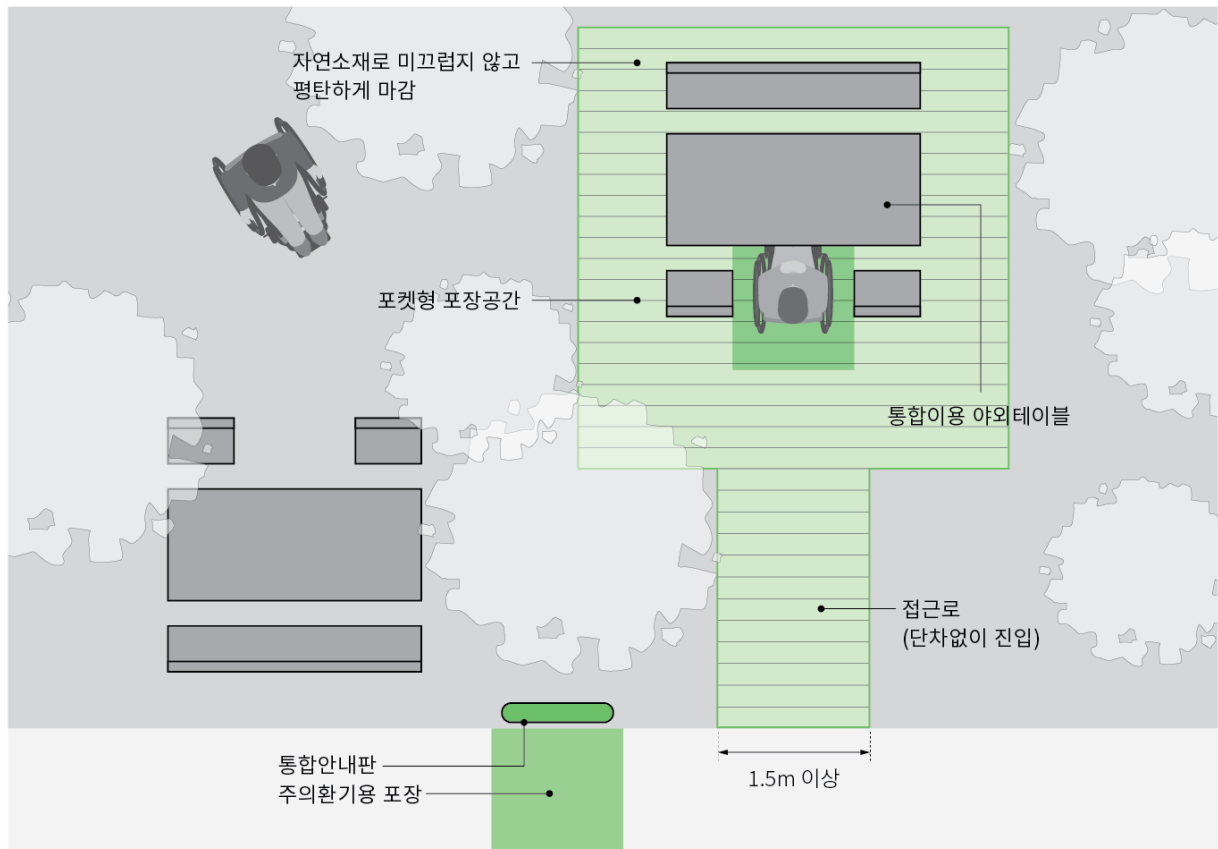 자연소재로 미끄럽지 않고
평탄하게 마감
포켓형 포장공간
통합이용 야외테이블
접근로
(단차없이 진입)
통합안내판
주의환기용 포장
1.5m 이상